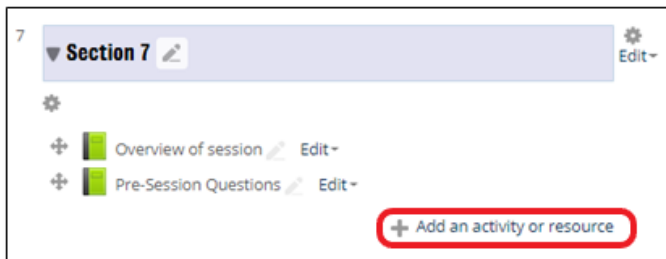 7
Section 7
Edit
Overview of session Edit
Pre-Session Questions Edit
Add an activity or resource